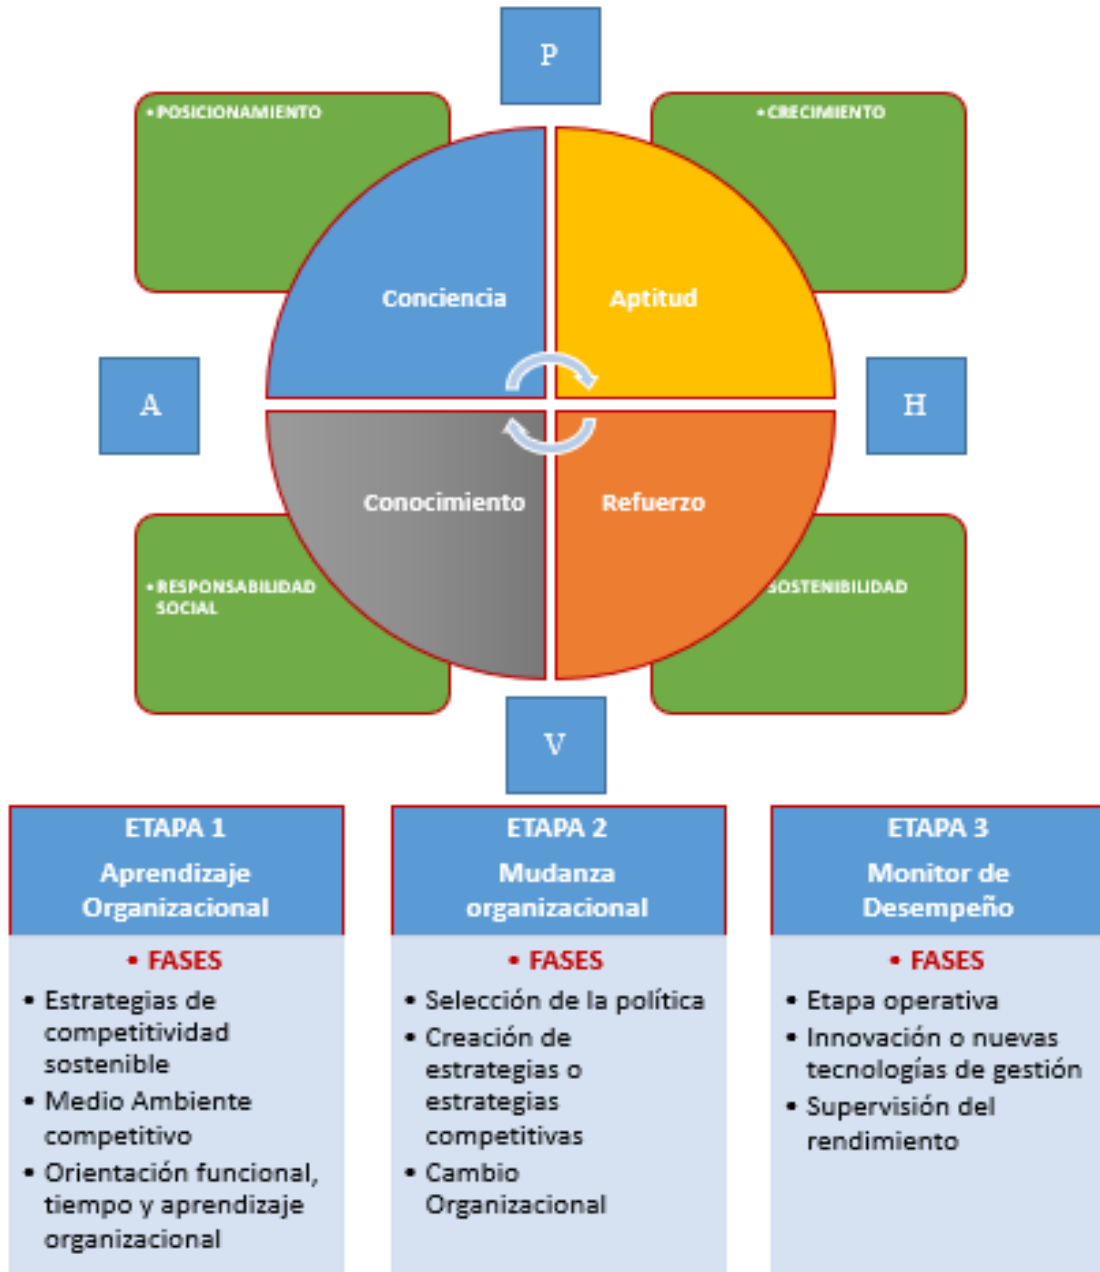 P
• POSICIONAMIENTO
• CRECIMIENTO
Conciencia
Aptitud
A
H
Conocimiento
Refuerzo
• RESPONSABILIDAD
SOCIAL
SOSTENIBILIDAD
V
ETAPA 1
Aprendizaje
Organizacional
• FASES
• Estrategias de
competitividad
sostenible
• Medio Ambiente
competitivo
• Orientación funcional,
tiempo y aprendizaje
organizacional
ETAPA 2
Mudanza
organizacional
• FASES
• Selección de la política
• Creación de
estrategias o
estrategias
competitivas
• Cambio
Organizacional
ETAPA 3
Monitor de
Desempeño
• FASES
• Etapa operativa
• Innovación o nuevas
tecnologías de gestión
• Supervisión del
rendimiento